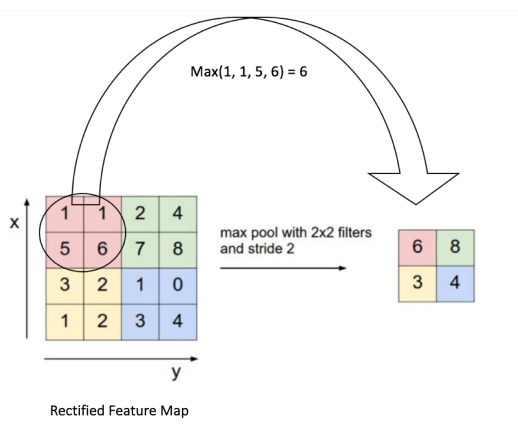 Max(1, 1, 5, 6) = 6
x
1 1 2 4
5 6 7 8
3 2 1 0
1 2 3 4
y
max pool with 2x2 filters
and stride 2
6 8
3 4
Rectified Feature Map